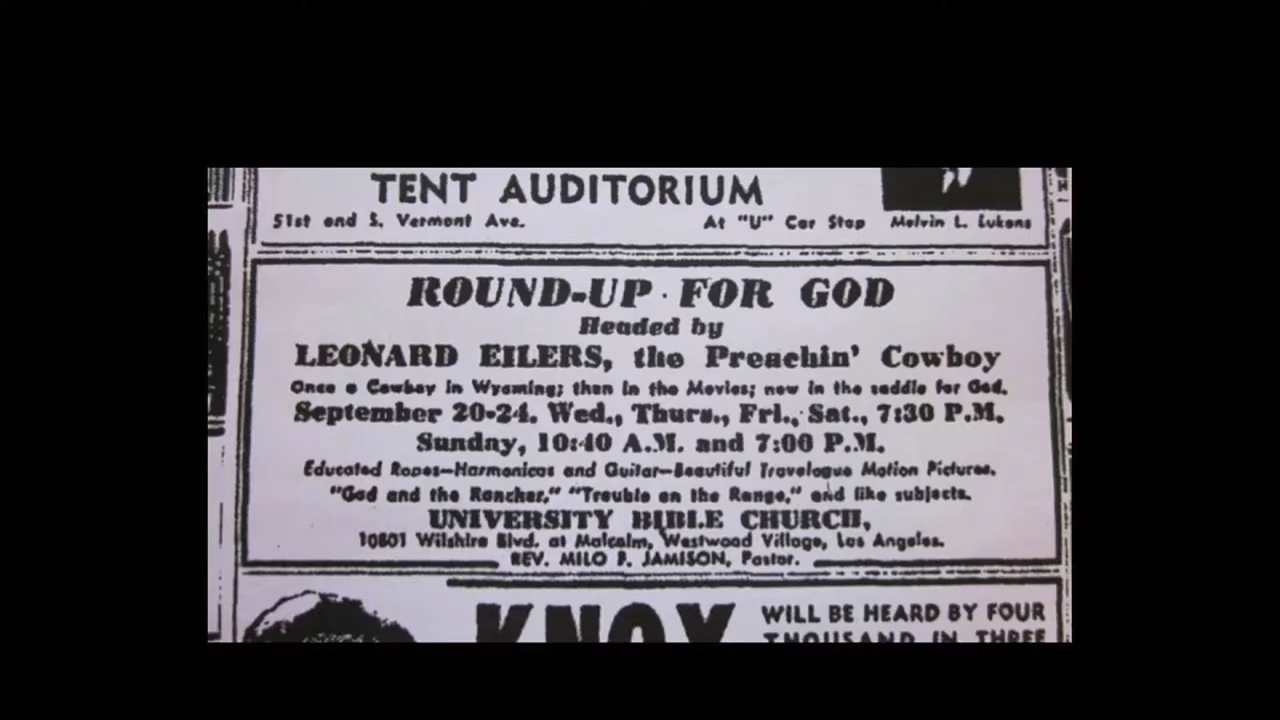 TENT AUDITORIUM
51st and S. Vermont Ave. At "U" Car Stop Melvin L. Lukens
ROUND-UP FOR GOD
Headed by
LEONARD EILERS, the Preachin' Cowboy
Once a Cowboy in Wyoming; then in the Movies; now in the saddle for God.
September 20-24. Wed., Thurs., Fri., Sat., 7:30 P.M.
Sunday, 10:40 A.M. and 7:00 P.M.
Educated Ropes—Harmonicas and Guitar—Beautiful Travelogue Motion Pictures.
"God and the Rancher," "Trouble on the Range," and like subjects.
UNIVERSITY BIBLE CHURCH,
10801 Wilshire Blvd. at Malcolm, Westwood Village, Los Angeles.
REV. MILO F. JAMISON, Pastor.
KNOX WILL BE HEARD BY FOUR
THOUSAND IN THREE